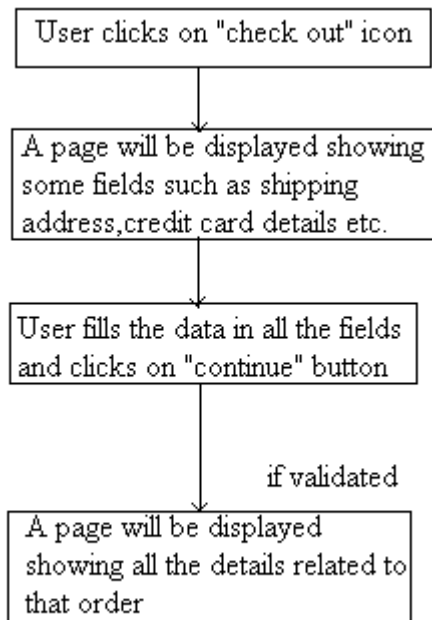 User clicks on "check out" icon
A page will be displayed showing
some fields such as shipping
address,credit card details etc.
User fills the data in all the fields
and clicks on "continue" button
if validated
A page will be displayed
showing all the details related to
that order